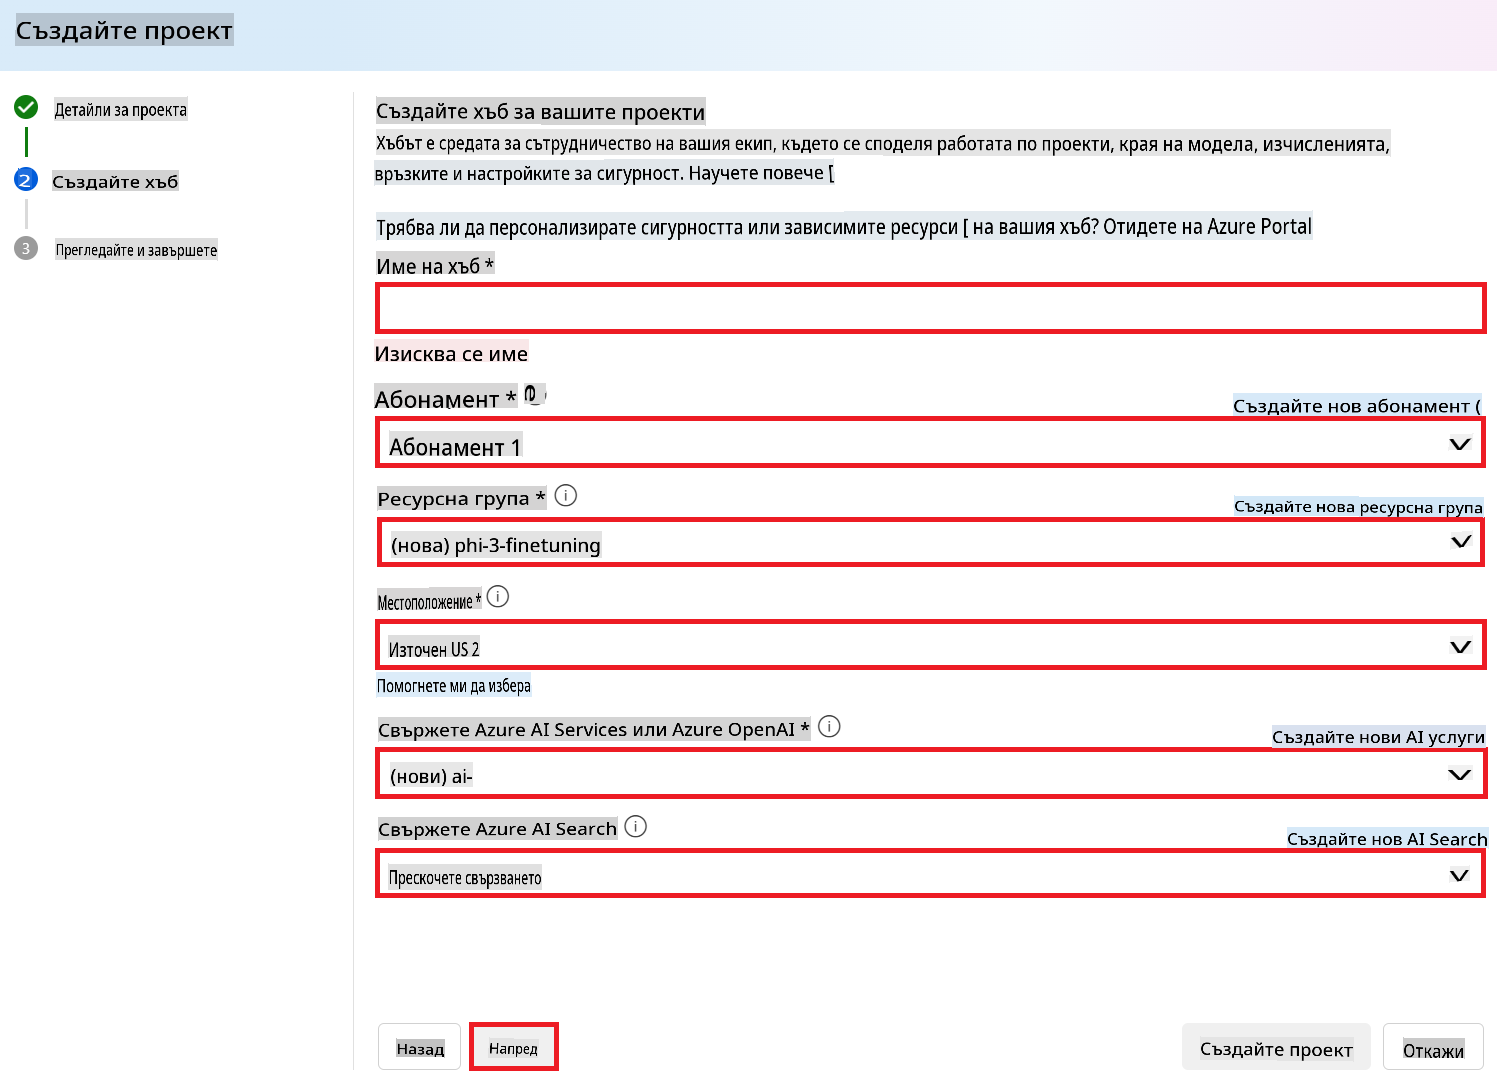 Създайте проект
Детайли за проекта
2
Създайте хъб
3
Прегледайте и завършете
Създайте хъб за вашите проекти
Хъбът е средата за сътрудничество на вашия екип, където се споделя работата по проекти, края на модела, изчисленията,
връзките и настройките за сигурност. Научете повече [
Трябва ли да персонализирате сигурността или зависимите ресурси [ на вашия хъб? Отидете на Azure Portal
Име на хъб *
Изисква се име
Абонамент *
Създайте нов абонамент (
Абонамент 1
Ресурсна група *
Създайте нова ресурсна група
(нова) phi-3-finetuning
Местоположение *
Източен US 2
Помогнете ми да избера
Свържете Azure AI Services или Azure OpenAI *
Създайте нови AI услуги
(нови) ai-
Свържете Azure AI Search
Създайте нов AI Search
Прескочете свързването
Назад
Напред
Създайте проект
Откажи